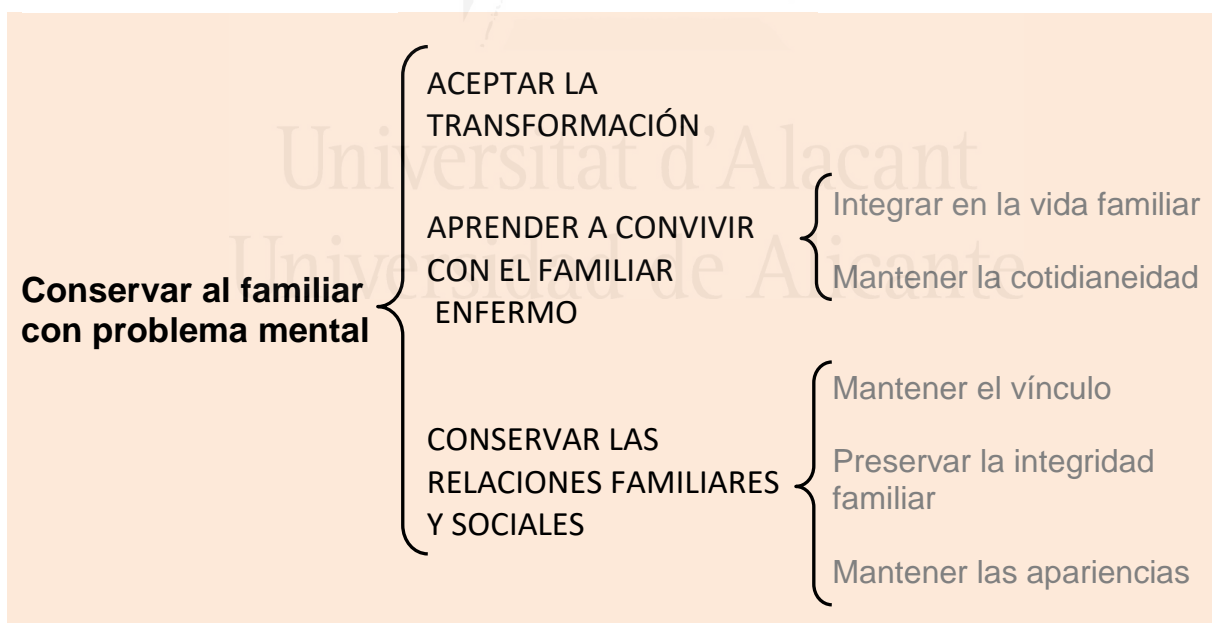 Universitat d'Alacant
Universidad de Alicante
Conservar al familiar
con problema mental
ACEPTAR LA
TRANSFORMACIÓN
APRENDER A CONVIVIR
CON EL FAMILIAR
ENFERMO
Integrar en la vida familiar
Mantener la cotidianeidad
CONSERVAR LAS
RELACIONES FAMILIARES
Y SOCIALES
Mantener el vínculo
Preservar la integridad
familiar
Mantener las apariencias